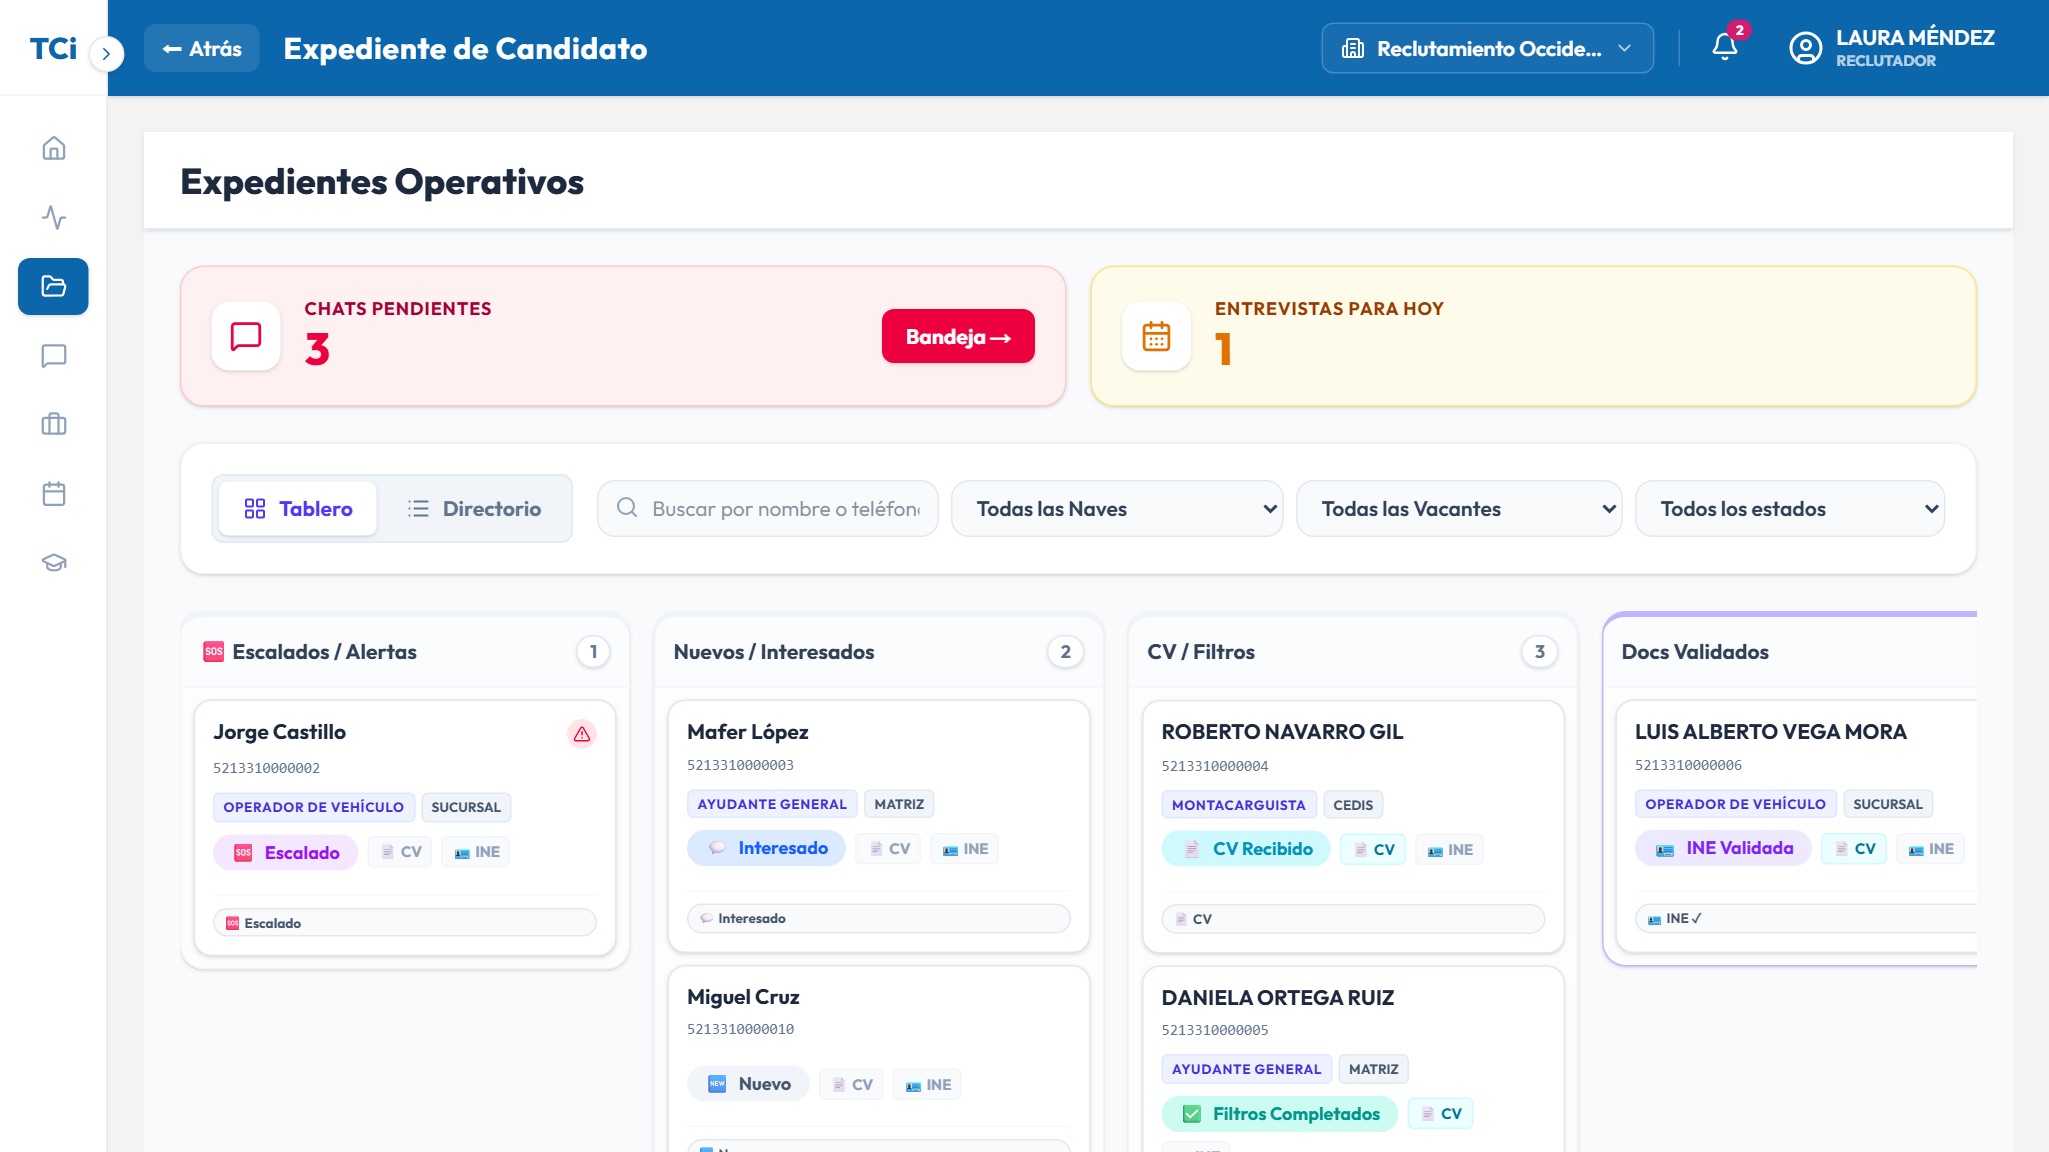 TCi
← Atrás
Expediente de Candidato
Reclutamiento Occide...
2
LAURA MÉNDEZ
RECLUTADOR
Expedientes Operativos
CHATS PENDIENTES
3
Bandeja →
ENTREVISTAS PARA HOY
1
Tablero
Directorio
Buscar por nombre o teléfon
Todas las Naves
Todas las Vacantes
Todos los estados
SOS Escalados / Alertas
1
Jorge Castillo
5213310000002
OPERADOR DE VEHÍCULO
SUCURSAL
SOS Escalado
CV
INE
SOS Escalado
Nuevos / Interesados
2
Mafer López
5213310000003
AYUDANTE GENERAL
MATRIZ
Interesado
CV
INE
Interesado
Miguel Cruz
5213310000010
NEW Nuevo
CV
INE
CV / Filtros
3
ROBERTO NAVARRO GIL
5213310000004
MONTACARGUISTA
CEDIS
CV Recibido
CV
INE
CV
DANIELA ORTEGA RUIZ
5213310000005
AYUDANTE GENERAL
MATRIZ
Filtros Completados
CV
Docs Validados
LUIS ALBERTO VEGA MORA
5213310000006
OPERADOR DE VEHÍCULO
SUCURSAL
INE Validada
CV
INE
INE ✓